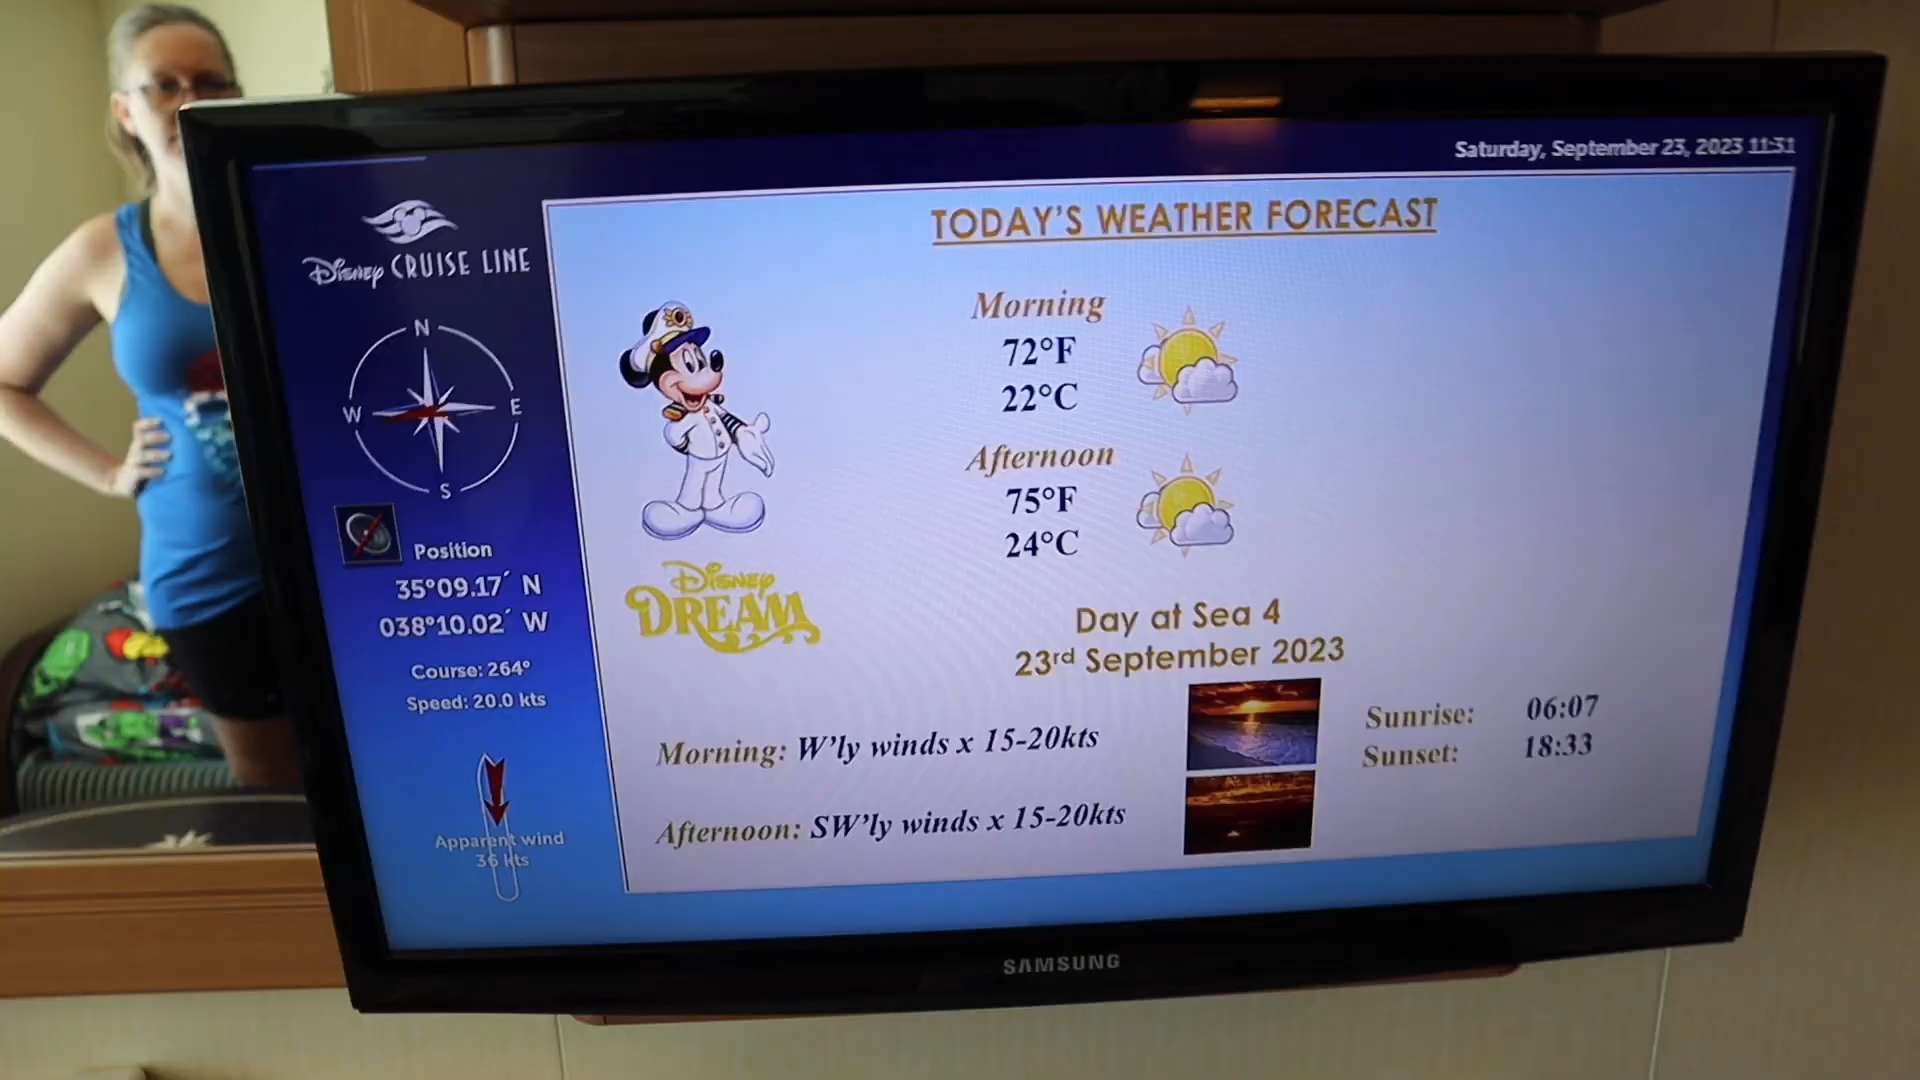 Saturday, September 23, 2023 11:31
Disney CRUISE LINE
N
W
E
S
Position
35°09.17´ N
038°10.02´ W
Course: 264°
Speed: 20.0 kts
Apparent wind
36 kts
TODAY'S WEATHER FORECAST
Morning
72°F
22°C
Afternoon
75°F
24°C
DISNEY
DREAM
Day at Sea 4
23rd September 2023
Morning: W'ly winds x 15-20kts
Afternoon: SW'ly winds x 15-20kts
Sunrise: 06:07
Sunset: 18:33
SAMSUNG